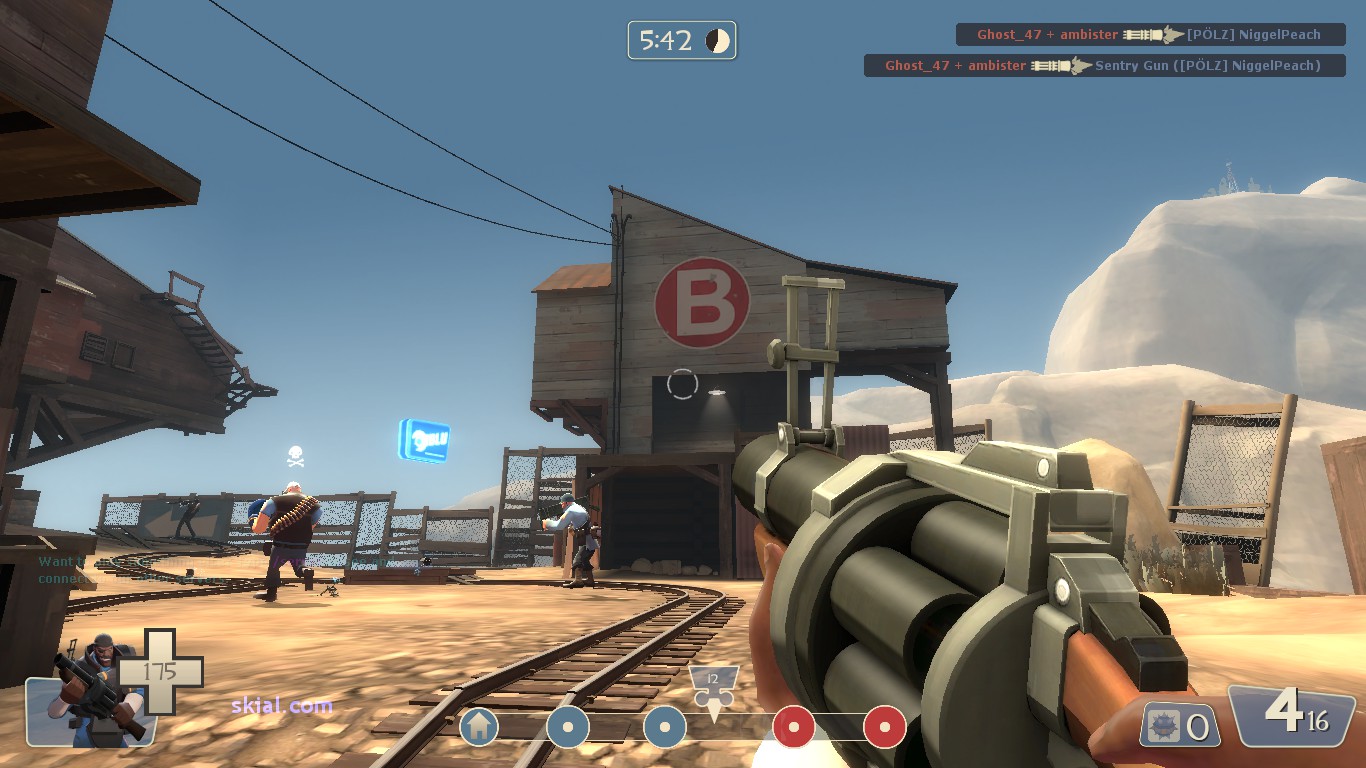 5:42
Ghost_47 + ambister [PÖLZ] NiggelPeach
Ghost_47 + ambister Sentry Gun ([PÖLZ] NiggelPeach)
B
BLU
175
skial.com
12
0
4 16